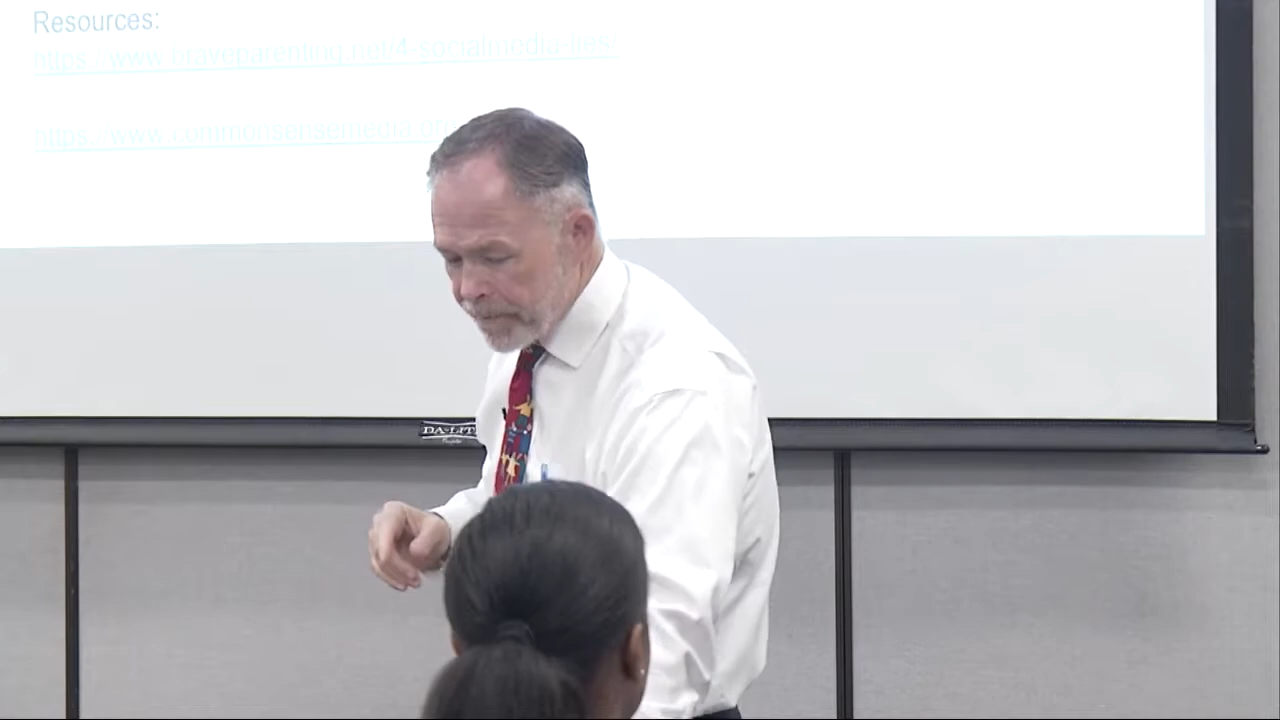 Resources:
https://www.braveparenting.net/4-socialmedia-lies/
https://www.commonsensemedia.org
DA-LITE